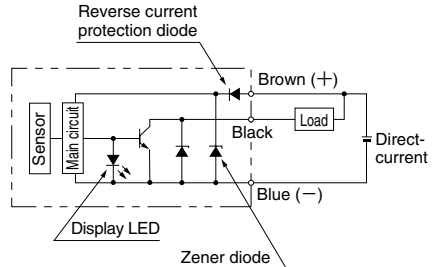 Reverse current
protection diode
Brown (+)
Black
Load
Sensor
Main circuit
Direct-
current
Blue (−)
Display LED
Zener diode